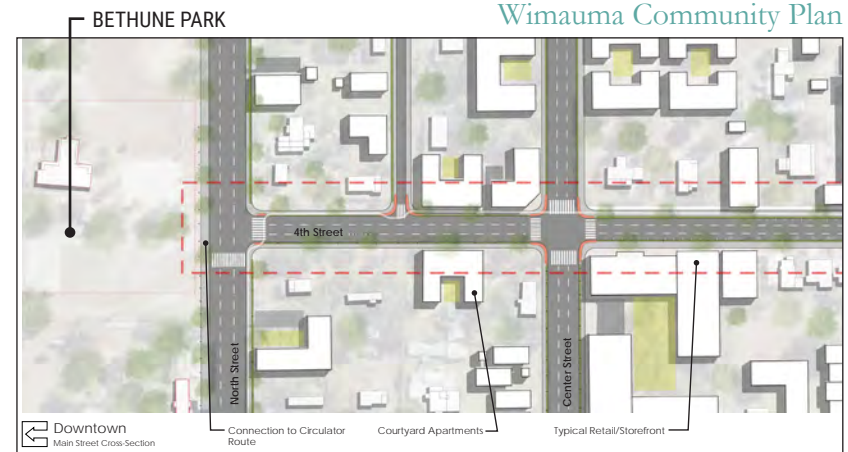 BETHUNE PARK
Wimauma Community Plan
4th Street
North Street
Center Street
Downtown
Main Street Cross-Section
Connection to Circulator
Route
Courtyard Apartments
Typical Retail/Storefront